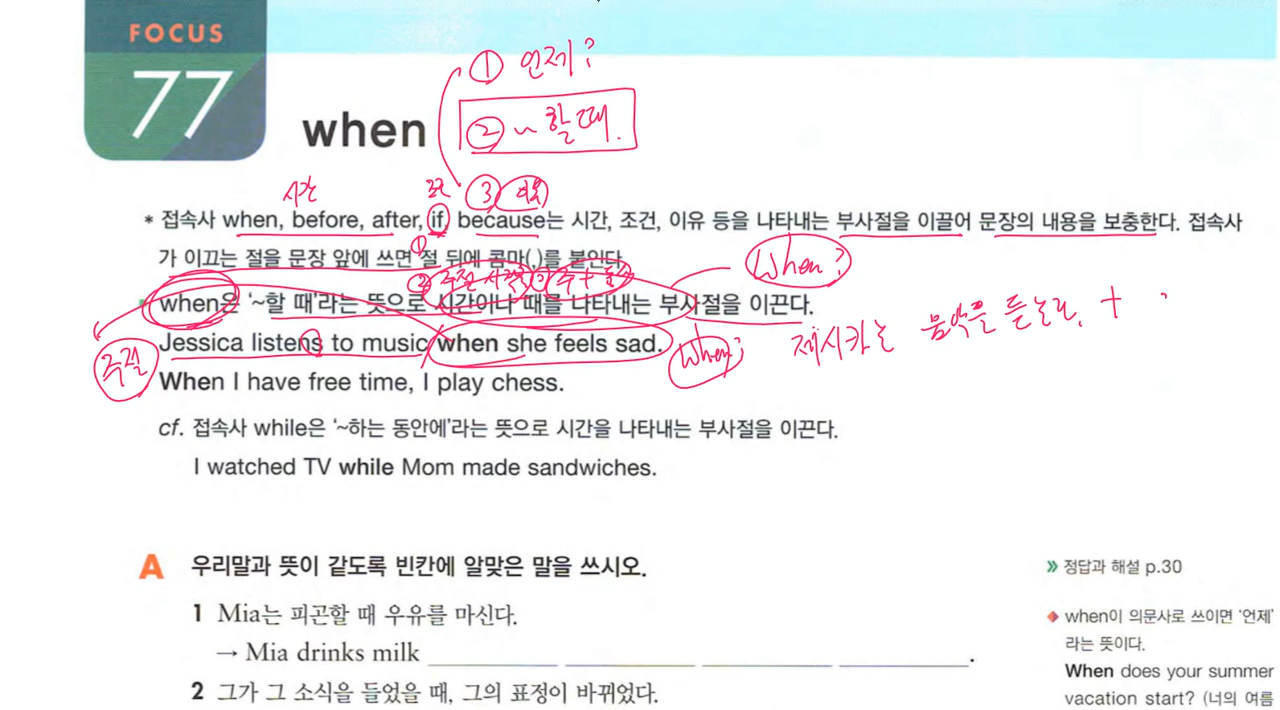 FOCUS
77
when
① 언제?
② ~ 할 때.
시간
③ 이유
* 접속사 when, before, after, if, because는 시간, 조건, 이유 등을 나타내는 부사절을 이끌어 문장의 내용을 보충한다. 접속사
가 이끄는 절을 문장 앞에 쓰면 절 뒤에 콤마(,)를 붙인다.
① ②
When?
when은 '~할 때'라는 뜻으로 시간이나 때를 나타내는 부사절을 이끈다.
Jessica listens to music when she feels sad.
When? 제시카는 음악을 듣는다. + ?
주절
When I have free time, I play chess.
cf. 접속사 while은 '~하는 동안에'라는 뜻으로 시간을 나타내는 부사절을 이끈다.
I watched TV while Mom made sandwiches.
A 우리말과 뜻이 같도록 빈칸에 알맞은 말을 쓰시오.
1 Mia는 피곤할 때 우유를 마신다.
→ Mia drinks milk ____ ____ ____ ____.
2 그가 그 소식을 들었을 때, 그의 표정이 바뀌었다.
» 정답과 해설 p.30
when이 의문사로 쓰이면 '언제'
라는 뜻이다.
When does your summer
vacation start? (너의 여름